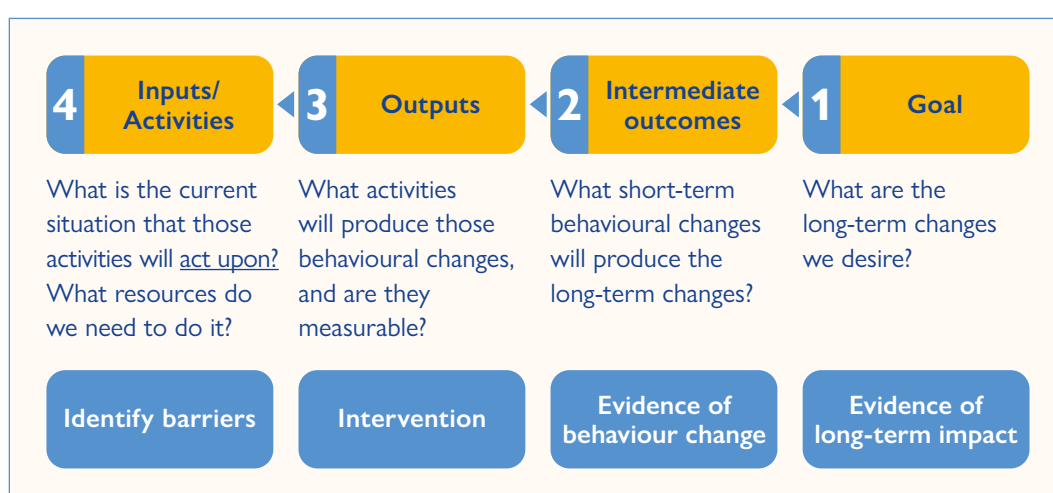 4
Inputs/
Activities
3
Outputs
2
Intermediate
outcomes
1
Goal
What is the current
situation that those
activities will act upon?
What resources do
we need to do it?
What activities
will produce those
behavioural changes,
and are they
measurable?
What short-term
behavioural changes
will produce the
long-term changes?
What are the
long-term changes
we desire?
Identify barriers
Intervention
Evidence of
behaviour change
Evidence of
long-term impact